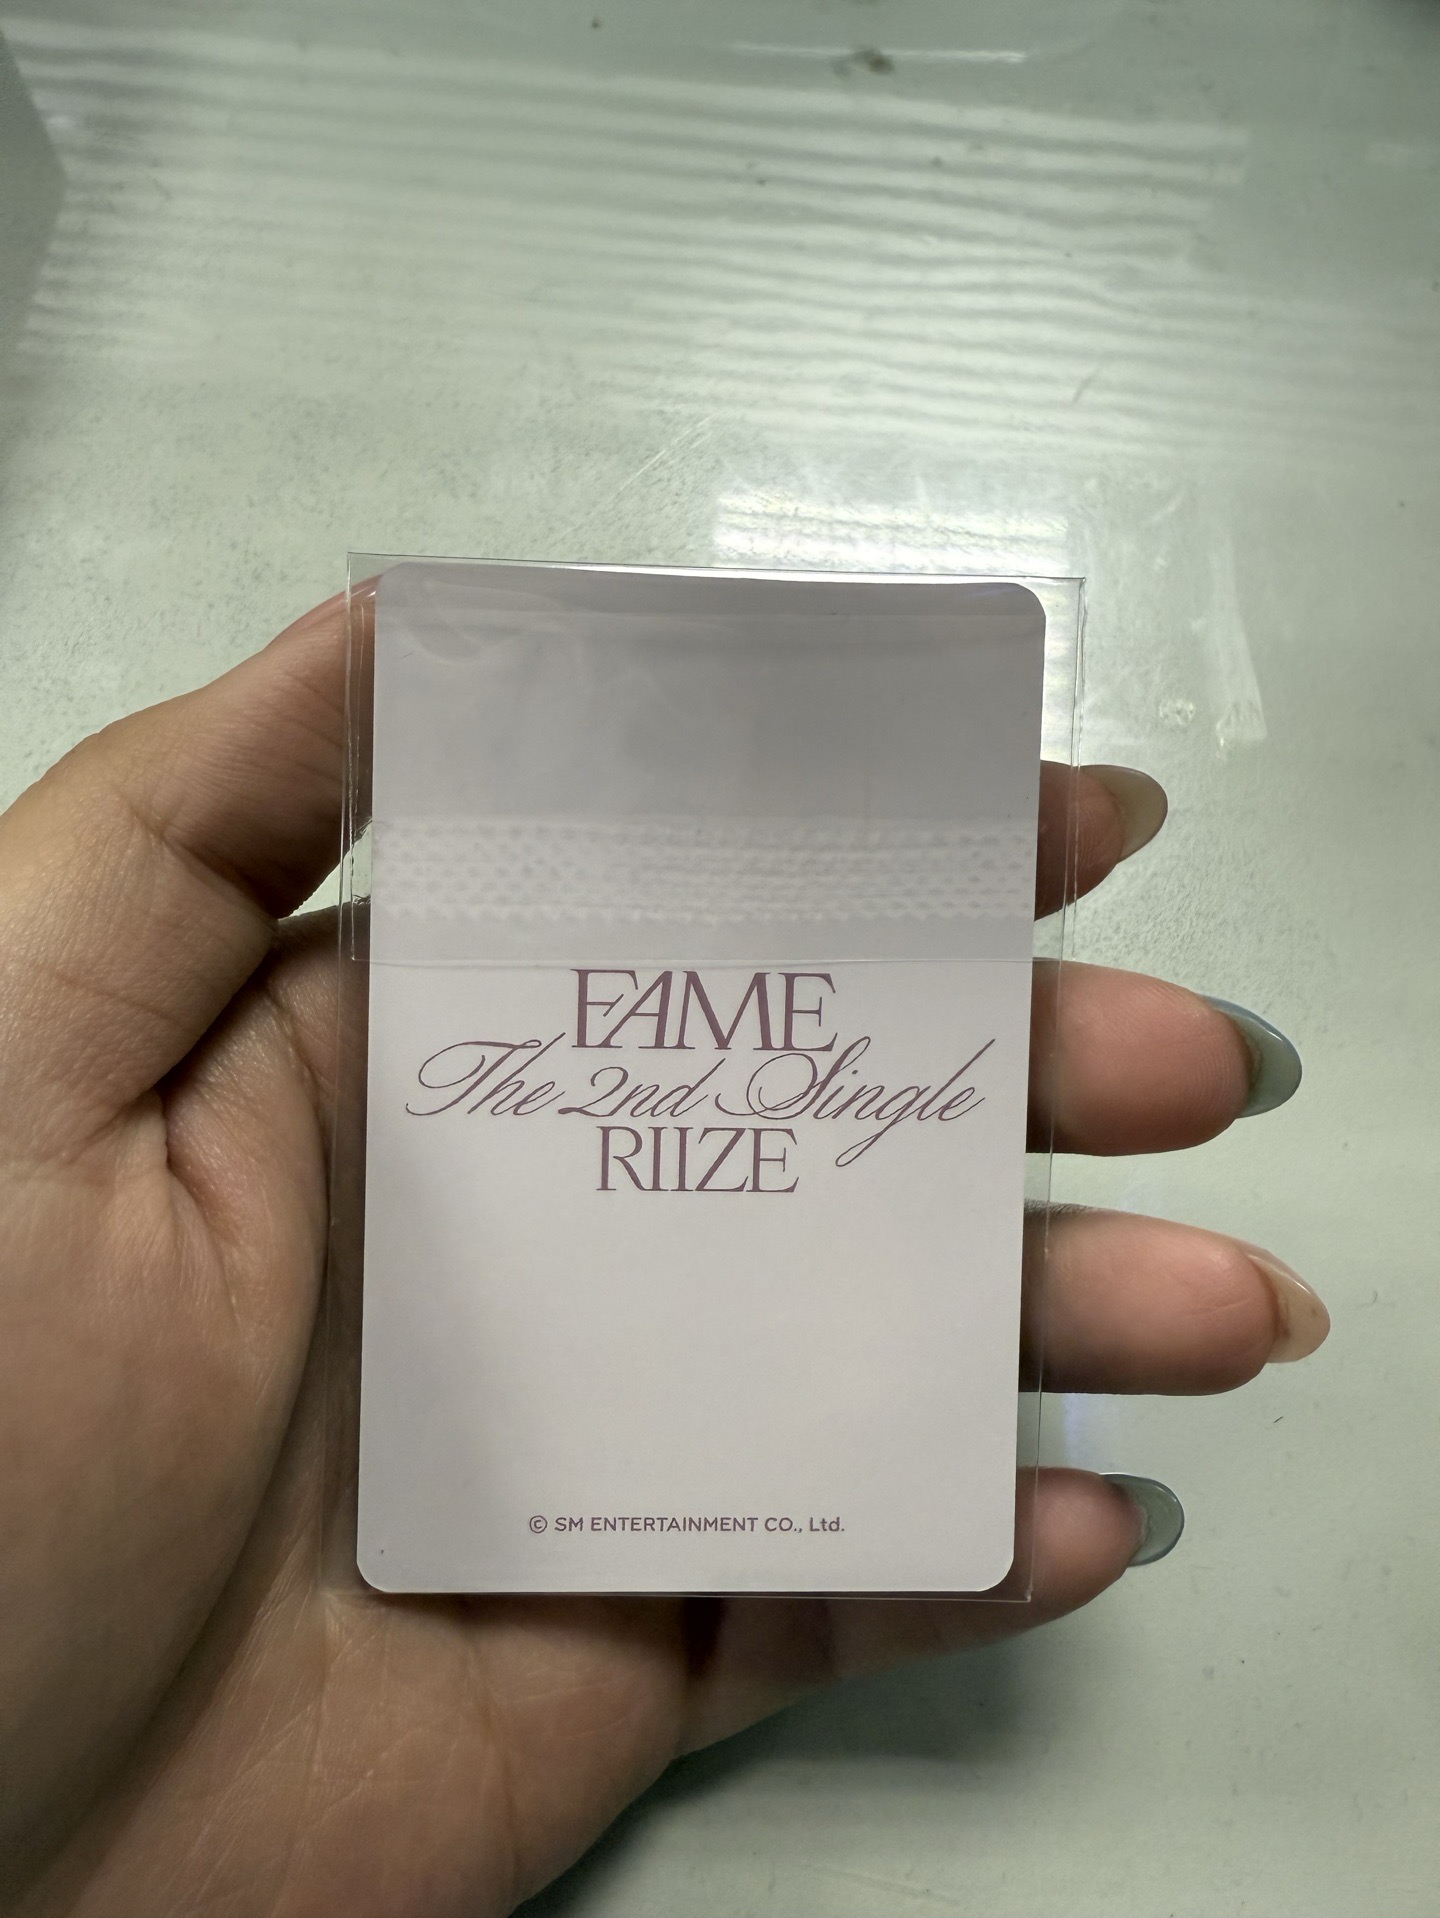 FAME
The 2nd Single
RIIZE
© SM ENTERTAINMENT CO., Ltd.